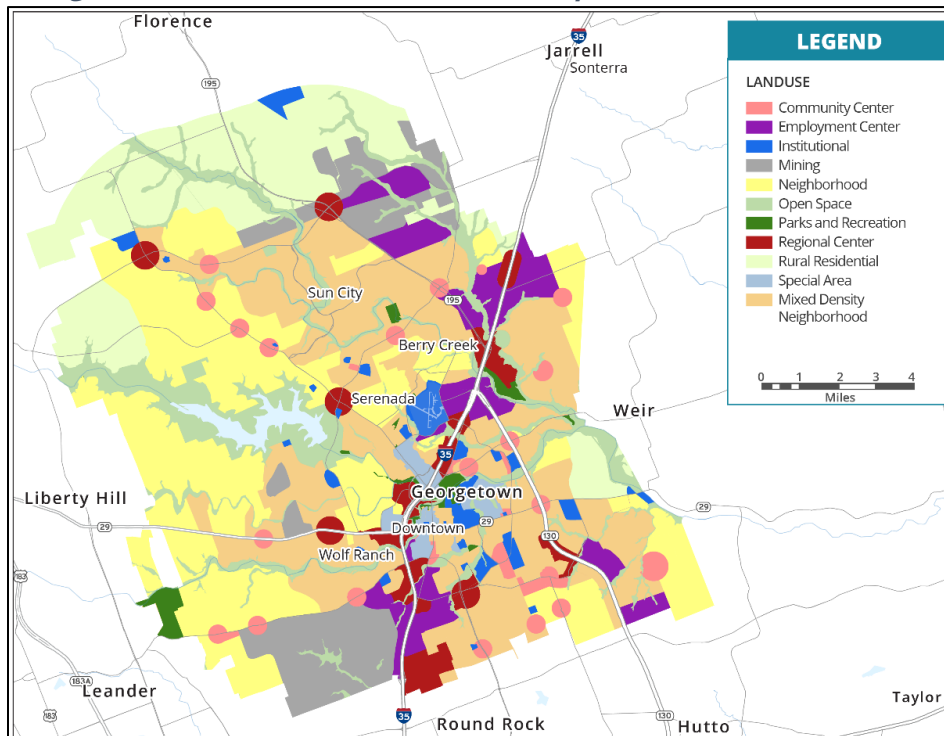 Florence
35
Jarrell
Sonterra
195
LEGEND
LANDUSE
Community Center
Employment Center
Institutional
Mining
Neighborhood
Open Space
Parks and Recreation
Regional Center
Rural Residential
Special Area
Mixed Density
Neighborhood
0 1 2 3 4
Miles
Sun City
195
Berry Creek
Serenada
Weir
35
Georgetown
Liberty Hill
29
29
29
Downtown
130
Wolf Ranch
183
183A
Leander
183
35
Round Rock
130
Hutto
Taylor